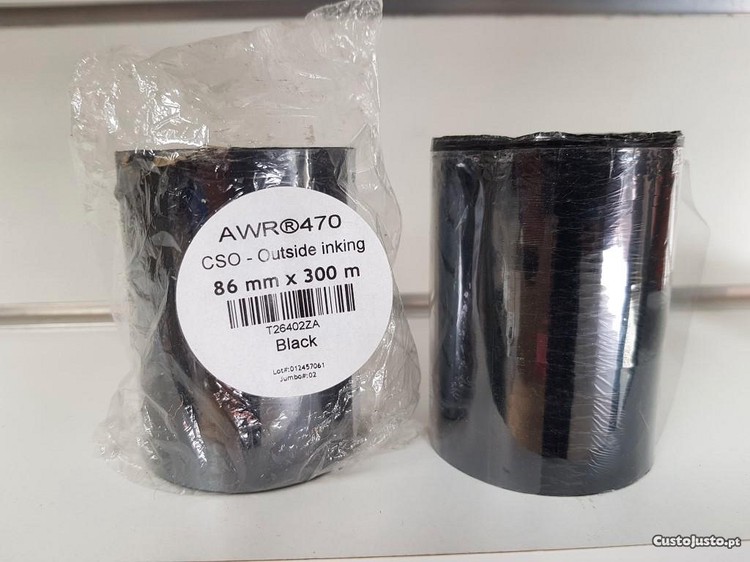 AWR®470
CSO - Outside inking
86 mm x 300 m
T26402ZA
Black
Lot#:012457061
Jumbo#:02
CustoJusto.pt